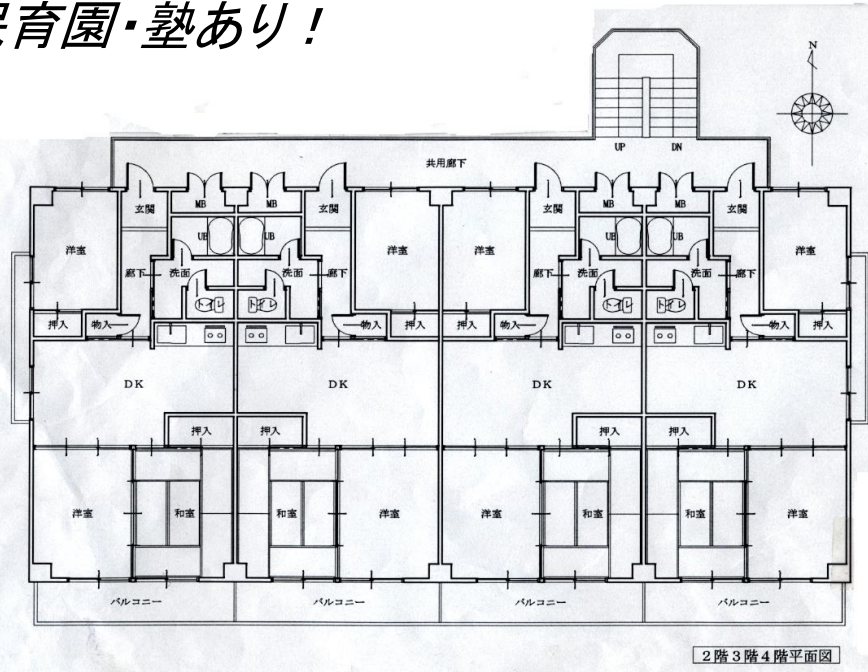 保育園・塾あり!
N
UP DN
共用廊下
玄関 MB MB 玄関 玄関 MB MB 玄関
洋室 UB UB 洋室 洋室 UB UB 洋室
廊下 洗面 洗面 廊下 廊下 洗面 洗面 廊下
トイレ トイレ トイレ トイレ
押入 物入 物入 押入 押入 物入 物入 押入
DK DK DK DK
押入 押入 押入 押入
洋室 和室 和室 洋室 洋室 和室 和室 洋室
バルコニー バルコニー バルコニー バルコニー
2階3階4階平面図